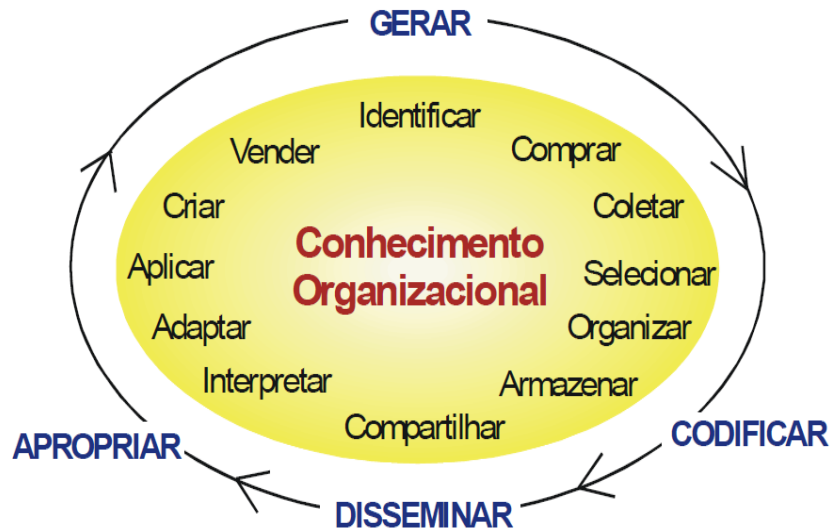 GERAR
Identificar
Vender
Comprar
Criar
Coletar
Conhecimento
Organizacional
Aplicar
Selecionar
Adaptar
Organizar
Interpretar
Armazenar
Compartilhar
APROPRIAR
CODIFICAR
DISSEMINAR